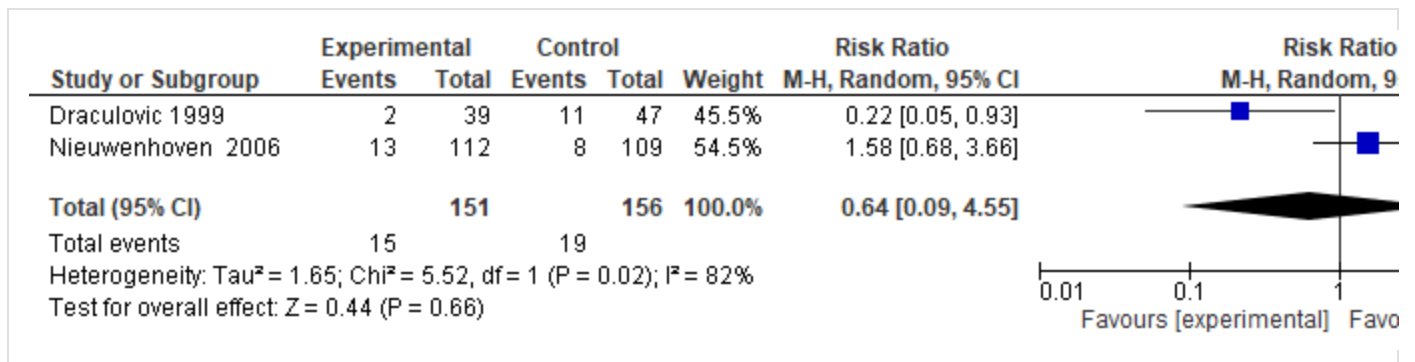 Experimental Control Risk Ratio Risk Ratio
Study or Subgroup Events Total Events Total Weight M-H, Random, 95% CI M-H, Random, 9
Draculovic 1999 2 39 11 47 45.5% 0.22 [0.05, 0.93]
Nieuwenhoven 2006 13 112 8 109 54.5% 1.58 [0.68, 3.66]
Total (95% CI) 151 156 100.0% 0.64 [0.09, 4.55]
Total events 15 19
Heterogeneity: Tau² = 1.65; Chi² = 5.52, df = 1 (P = 0.02); I² = 82%
Test for overall effect: Z = 0.44 (P = 0.66)
0.01 0.1 1
Favours [experimental] Favo